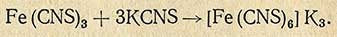 Fe(CNS)₃ + 3KCNS → [Fe(CNS)₆] K₃.